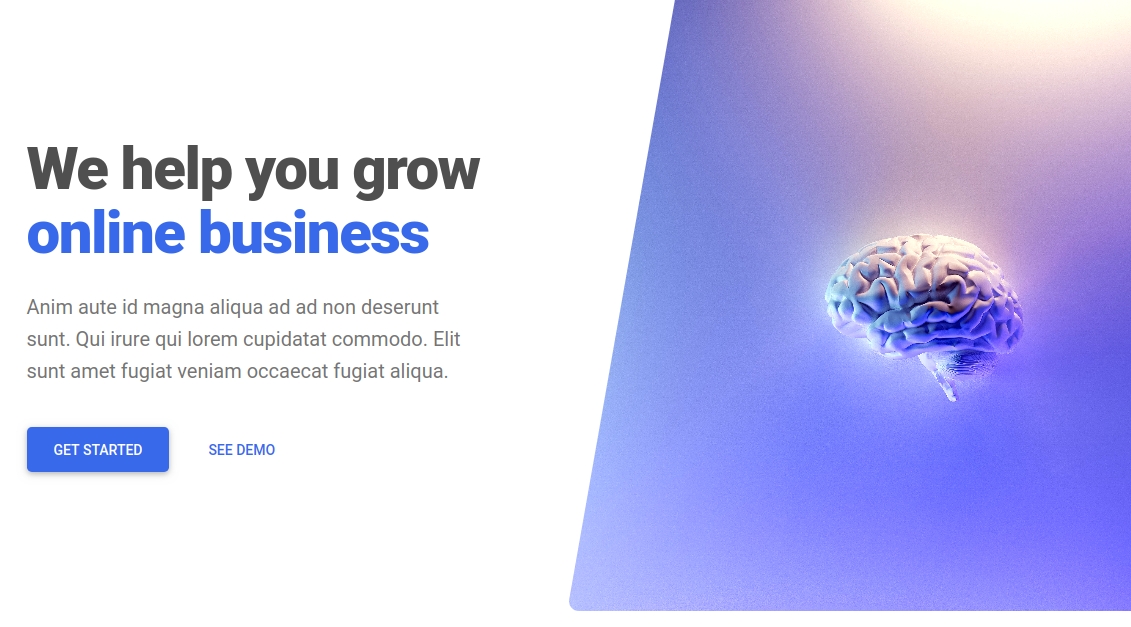 We help you grow
online business
Anim aute id magna aliqua ad ad non deserunt
sunt. Qui irure qui lorem cupidatat commodo. Elit
sunt amet fugiat veniam occaecat fugiat aliqua.
GET STARTED SEE DEMO